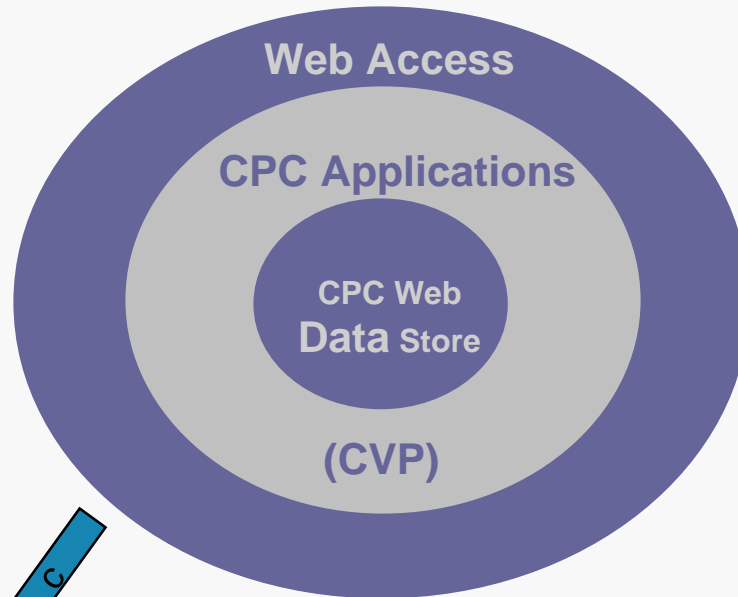 Web Access
CPC Applications
CPC Web
Data Store
(CVP)
C